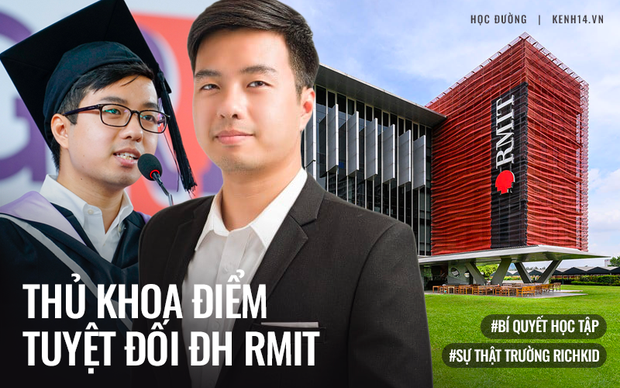 HỌC ĐƯỜNG | KENH14.VN
RMIT
THỦ KHOA ĐIỂM
TUYỆT ĐỐI ĐH RMIT
#BÍ QUYẾT HỌC TẬP
#SỰ THẬT TRƯỜNG RICHKID